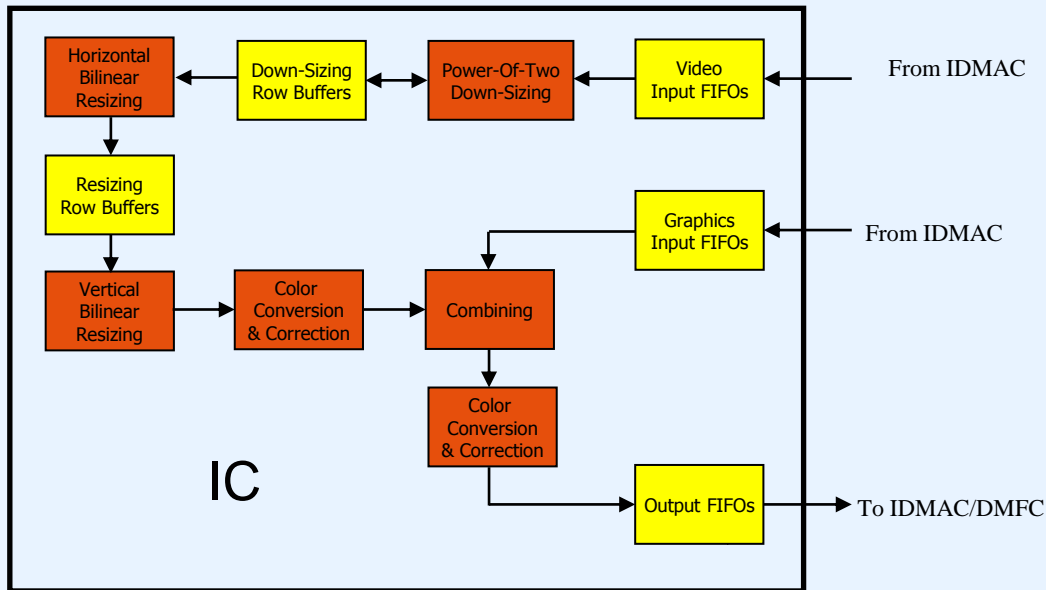 Horizontal
Bilinear
Resizing
Down-Sizing
Row Buffers
Power-Of-Two
Down-Sizing
Video
Input FIFOs
From IDMAC
Resizing
Row Buffers
Graphics
Input FIFOs
From IDMAC
Vertical
Bilinear
Resizing
Color
Conversion
& Correction
Combining
Color
Conversion
& Correction
IC
Output FIFOs
To IDMAC/DMFC